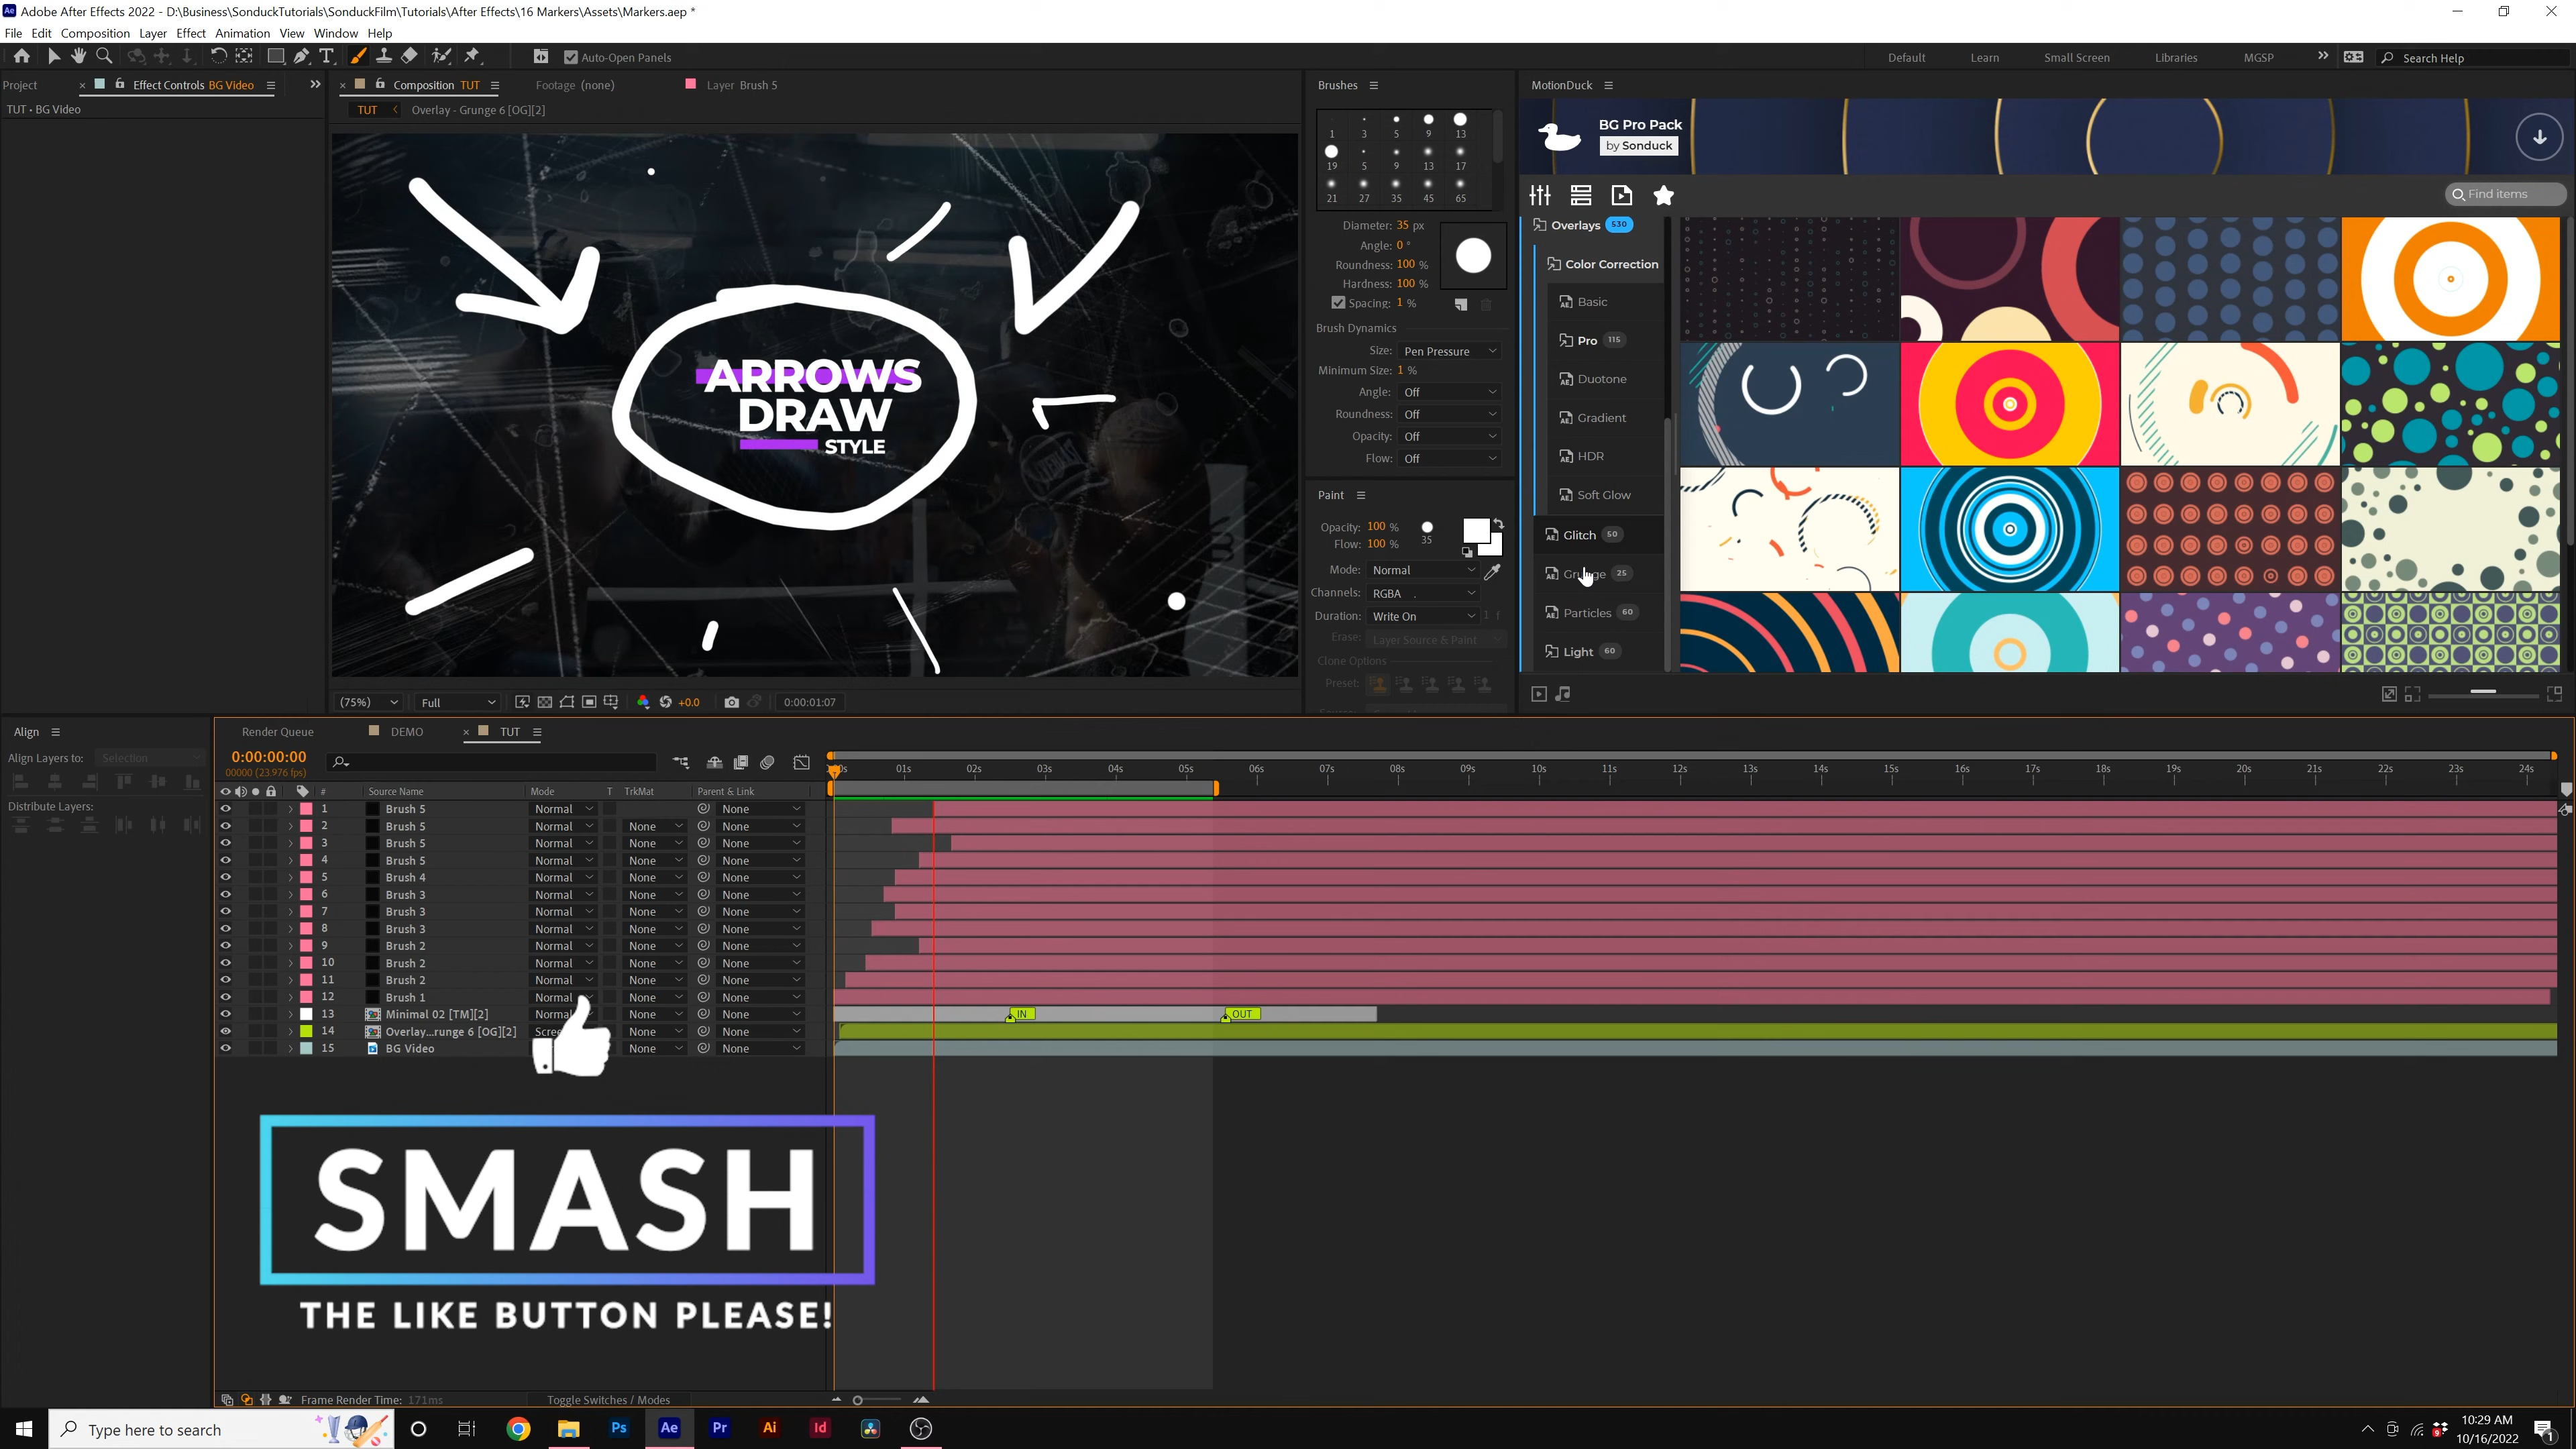 Adobe After Effects 2022 - D:\Business\SonduckTutorials\SonduckFilm\Tutorials\After Effects\16 Markers\Assets\Markers.aep *
File Edit Composition Layer Effect Animation View Window Help
Auto-Open Panels
Default Learn Small Screen Libraries MGSP Search Help
Project Effect Controls BG Video
TUT • BG Video
Composition TUT Footage (none) Layer Brush 5
TUT Overlay - Grunge 6 [OG][2]
ARROWS
DRAW
STYLE
(75%) Full +0.0 0:00:01:07
Brushes
1 3 5 9 13
19 5 9 13 17
21 27 35 45 65
Diameter: 35 px
Angle: 0 °
Roundness: 100 %
Hardness: 100 %
Spacing: 1 %
Brush Dynamics
Size: Pen Pressure
Minimum Size: 1 %
Angle: Off
Roundness: Off
Opacity: Off
Flow: Off
Paint
Opacity: 100 %
Flow: 100 % 35
Mode: Normal
Channels: RGBA
Duration: Write On
Erase: Layer Source & Paint
Clone Options
Preset:
MotionDuck
BG Pro Pack
by Sonduck
Find items
Overlays 530
Color Correction
Basic
Pro 115
Duotone
Gradient
HDR
Soft Glow
Glitch 50
Grunge 25
Particles 60
Light 60
Align
Align Layers to: Selection
Distribute Layers:
Render Queue DEMO TUT
0:00:00:00
00000 (23.976 fps)
01s 02s 03s 04s 05s 06s 07s 08s 09s 10s 11s 12s 13s 14s 15s 16s 17s 18s 19s 20s 21s 22s 23s 24s
# Source Name Mode T TrkMat Parent & Link
1 Brush 5 Normal None
2 Brush 5 Normal None None
3 Brush 5 Normal None None
4 Brush 5 Normal None None
5 Brush 4 Normal None None
6 Brush 3 Normal None None
7 Brush 3 Normal None None
8 Brush 3 Normal None None
9 Brush 2 Normal None None
10 Brush 2 Normal None None
11 Brush 2 Normal None None
12 Brush 1 Normal None None
13 Minimal 02 [TM][2] Normal None None IN OUT
14 Overlay...runge 6 [OG][2] None None
15 BG Video None None
SMASH
THE LIKE BUTTON PLEASE!
Frame Render Time: 171ms Toggle Switches / Modes
Type here to search
Ps Ae Pr Ai Id
10:29 AM
10/16/2022
1